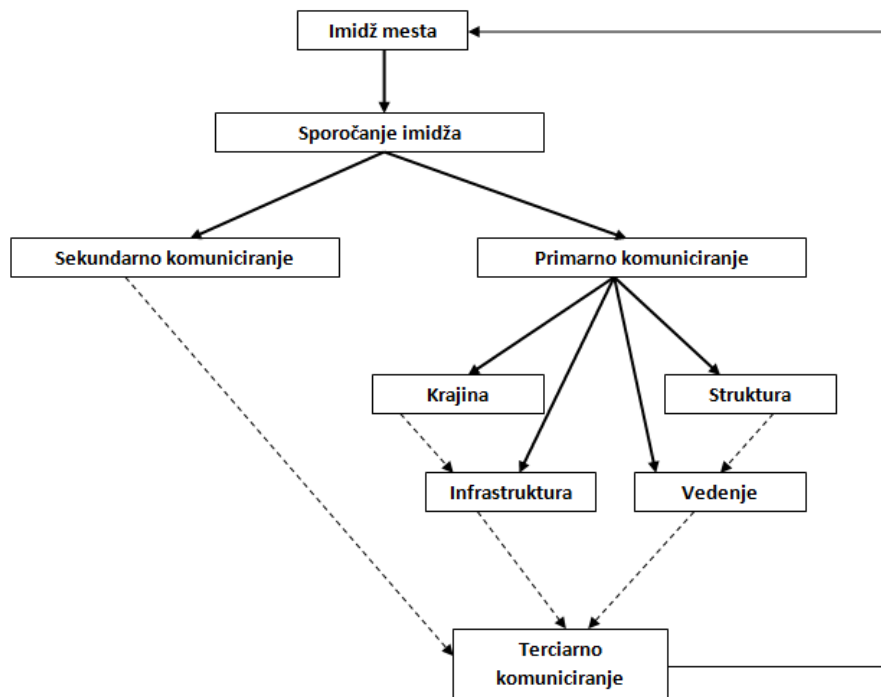 Imidž mesta
Sporočanje imidža
Sekundarno komuniciranje
Primarno komuniciranje
Krajina
Struktura
Infrastruktura
Vedenje
Terciarno
komuniciranje